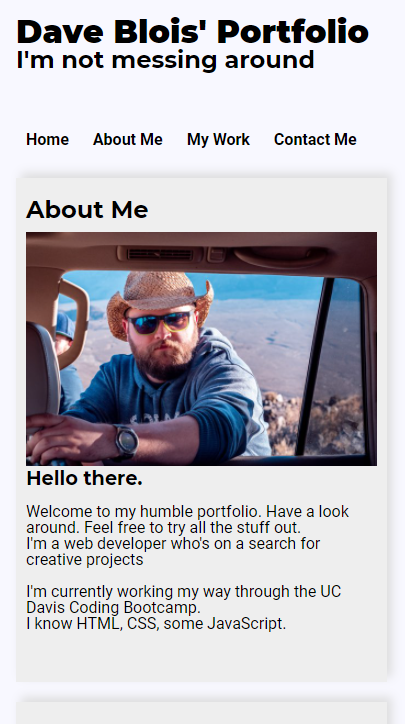 Dave Blois' Portfolio
I'm not messing around
Home About Me My Work Contact Me
About Me
Hello there.
Welcome to my humble portfolio. Have a look
around. Feel free to try all the stuff out.
I'm a web developer who's on a search for
creative projects
I'm currently working my way through the UC
Davis Coding Bootcamp.
I know HTML, CSS, some JavaScript.